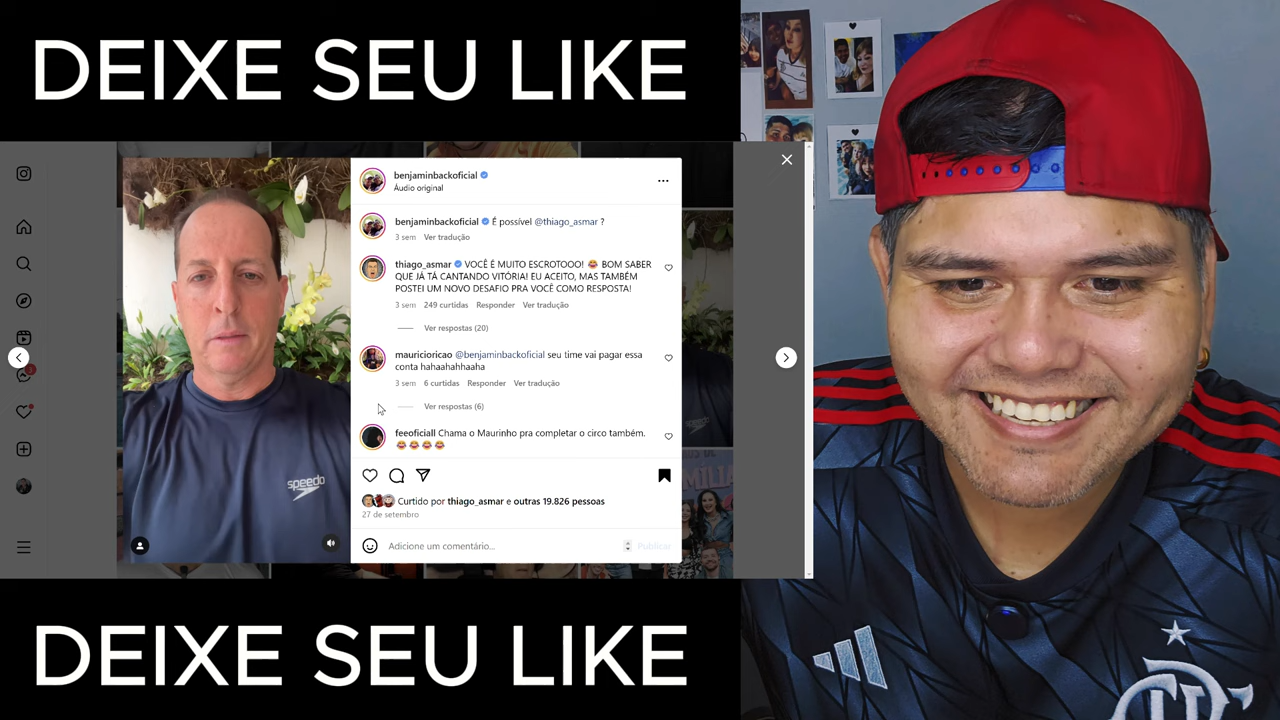 DEIXE SEU LIKE
benjaminbackoficial
Áudio original
benjaminbackoficial É possível @thiago_asmar ?
3 sem Ver tradução
thiago_asmar VOCÊ É MUITO ESCROTOOO! 😂 BOM SABER
QUE JÁ TÁ CANTANDO VITÓRIA! EU ACEITO, MAS TAMBÉM
POSTEI UM NOVO DESAFIO PRA VOCÊ COMO RESPOSTA!
3 sem 249 curtidas Responder Ver tradução
Ver respostas (20)
mauricioricao @benjaminbackoficial seu time vai pagar essa
conta hahaahahhaaha
3 sem 6 curtidas Responder Ver tradução
Ver respostas (6)
feeoficiall Chama o Maurinho pra completar o circo também.
😂😂😂😂
Curtido por thiago_asmar e outras 19.826 pessoas
27 de setembro
Adicione um comentário...
Publicar
speedo
DEIXE SEU LIKE